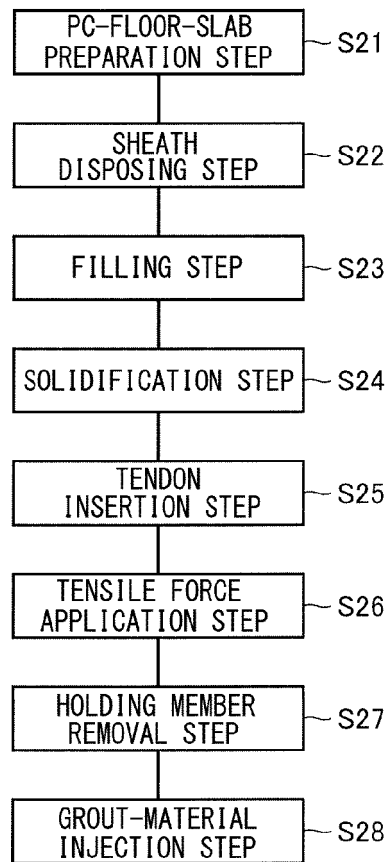 PC-FLOOR-SLAB
PREPARATION STEP
S21
SHEATH
DISPOSING STEP
S22
FILLING STEP
S23
SOLIDIFICATION STEP
S24
TENDON
INSERTION STEP
S25
TENSILE FORCE
APPLICATION STEP
S26
HOLDING MEMBER
REMOVAL STEP
S27
GROUT-MATERIAL
INJECTION STEP
S28